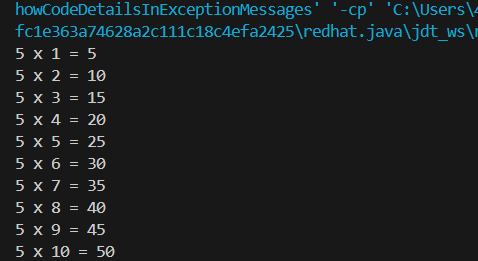 howCodeDetailsInExceptionMessages' '-cp' 'C:\Users\
fc1e363a74628a2c111c18c4efa2425\redhat.java\jdt_ws\
5 x 1 = 5
5 x 2 = 10
5 x 3 = 15
5 x 4 = 20
5 x 5 = 25
5 x 6 = 30
5 x 7 = 35
5 x 8 = 40
5 x 9 = 45
5 x 10 = 50